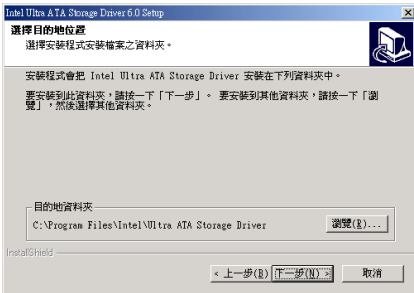 Intel Ultra ATA Storage Driver 6.0 Setup
選擇目的地位置
選擇安裝程式安裝檔案之資料夾。
安裝程式會把 Intel Ultra ATA Storage Driver 安裝在下列資料夾中。
要安裝到此資料夾，請按一下「下一步」。 要安裝到其他資料夾，請按一下「瀏
覽」，然後選擇其他資料夾。
目的地資料夾
C:\Program Files\Intel\Ultra ATA Storage Driver
瀏覽(R)...
InstallShield
< 上一步(B)
下一步(N) >
取消